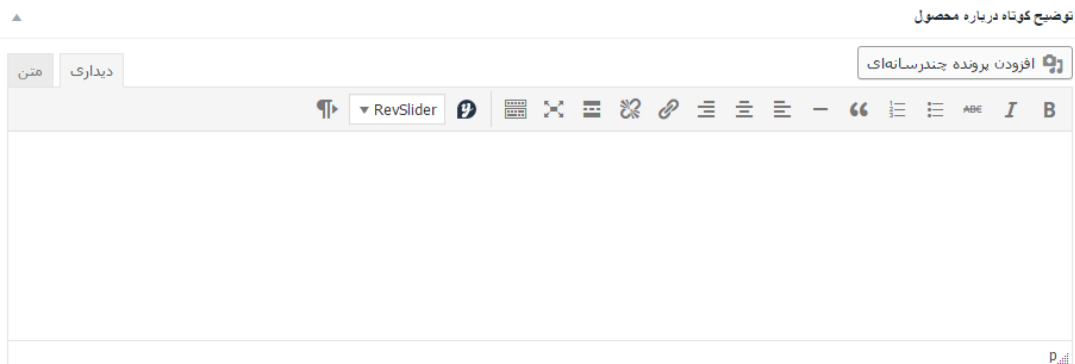 توضیح کوتاه درباره محصول
افزودن پرونده چندرسانه‌ای
دیداری
متن
B I ABC RevSlider
p